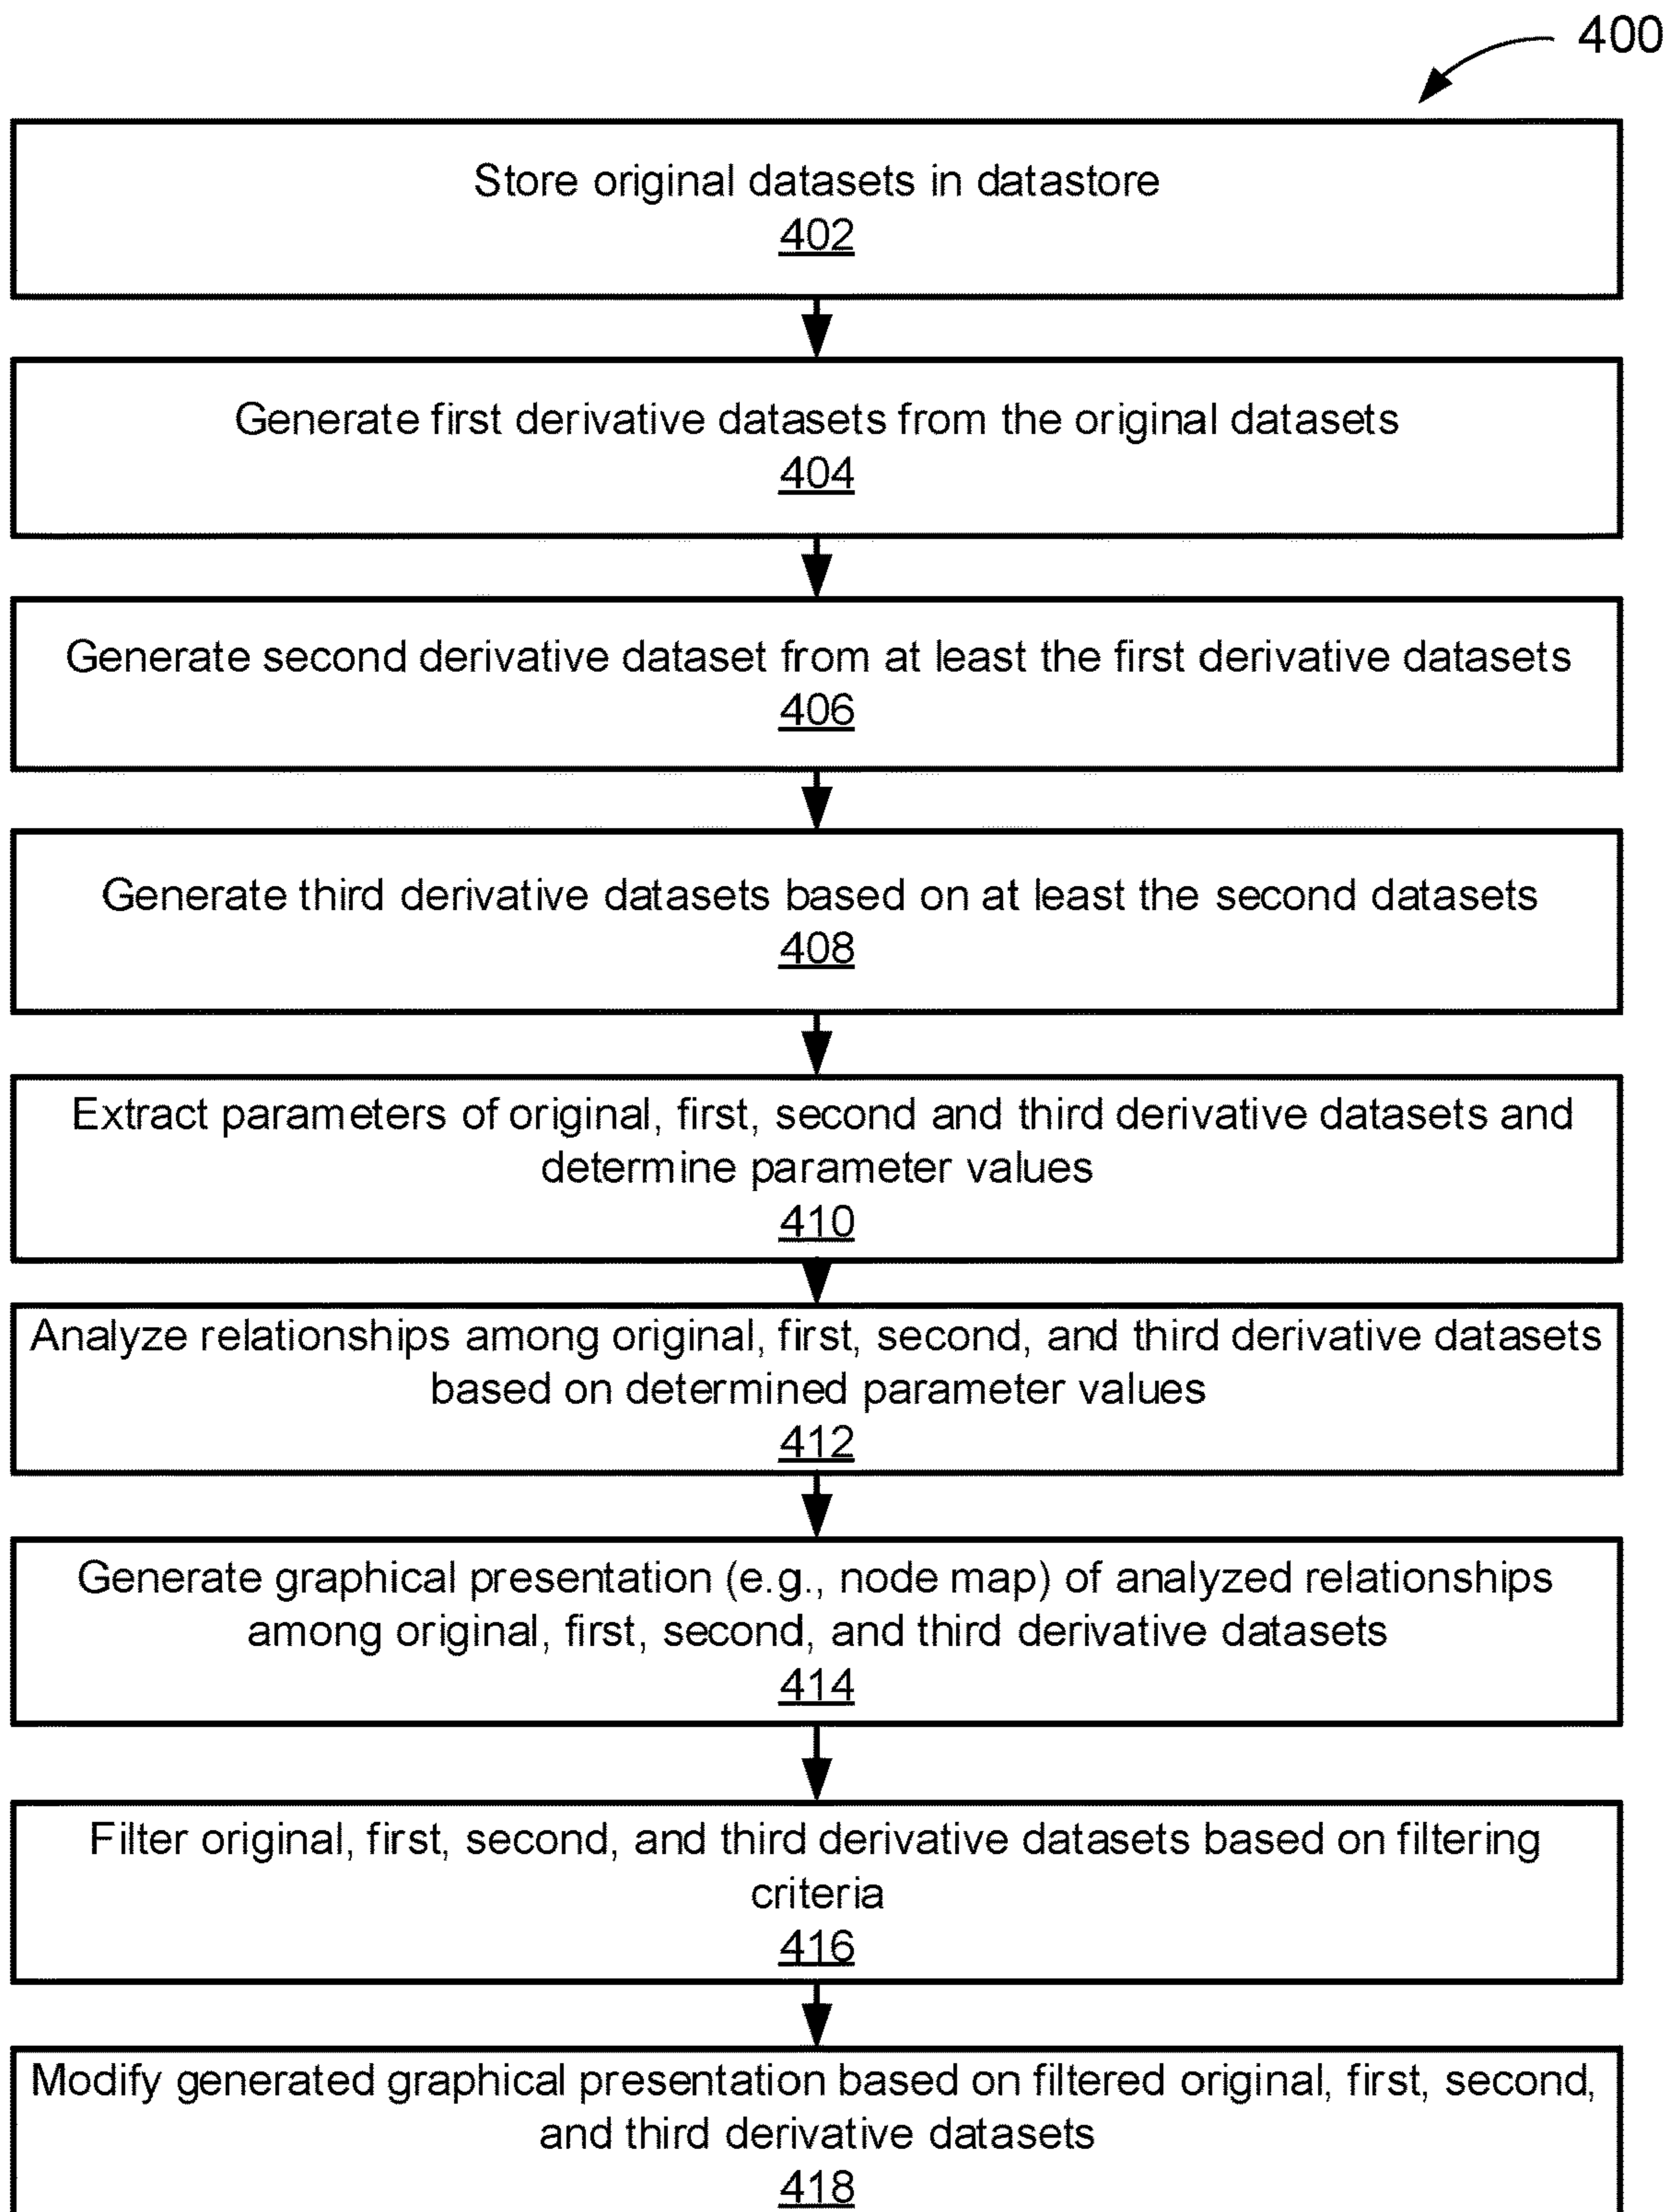 400
Store original datasets in datastore
402
Generate first derivative datasets from the original datasets
404
Generate second derivative dataset from at least the first derivative datasets
406
Generate third derivative datasets based on at least the second datasets
408
Extract parameters of original, first, second and third derivative datasets and
determine parameter values
410
Analyze relationships among original, first, second, and third derivative datasets
based on determined parameter values
412
Generate graphical presentation (e.g., node map) of analyzed relationships
among original, first, second, and third derivative datasets
414
Filter original, first, second, and third derivative datasets based on filtering
criteria
416
Modify generated graphical presentation based on filtered original, first, second,
and third derivative datasets
418